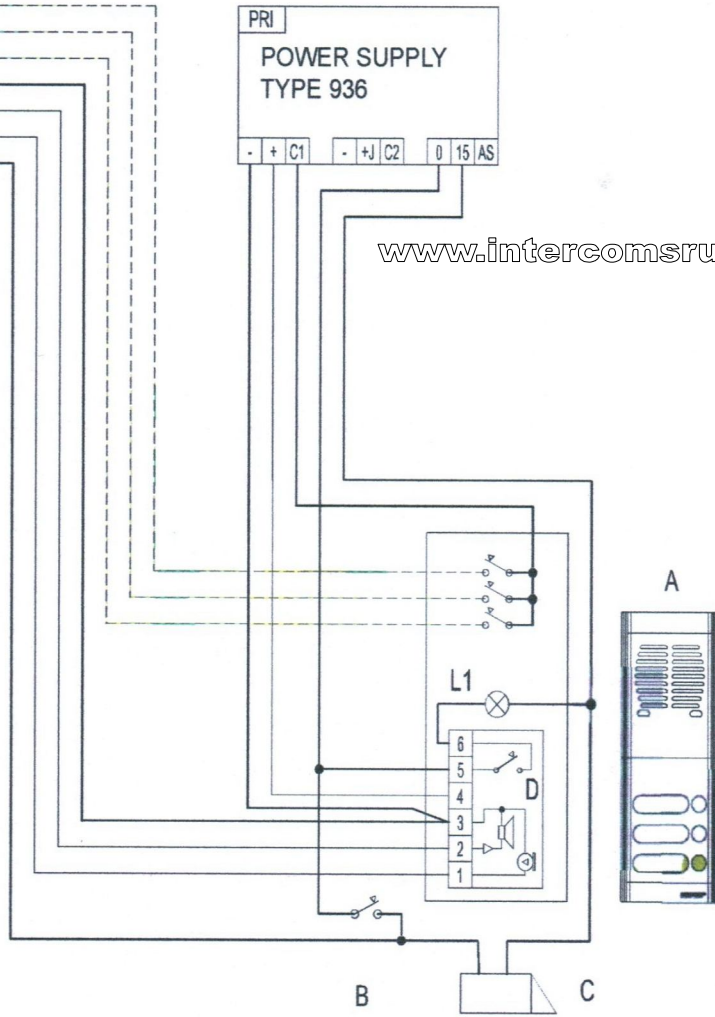 PRI
POWER SUPPLY
TYPE 936
- + C1 - +J C2 0 15 AS
www.intercomsru
A
L1
6
5
D
4
3
2
1
B
C